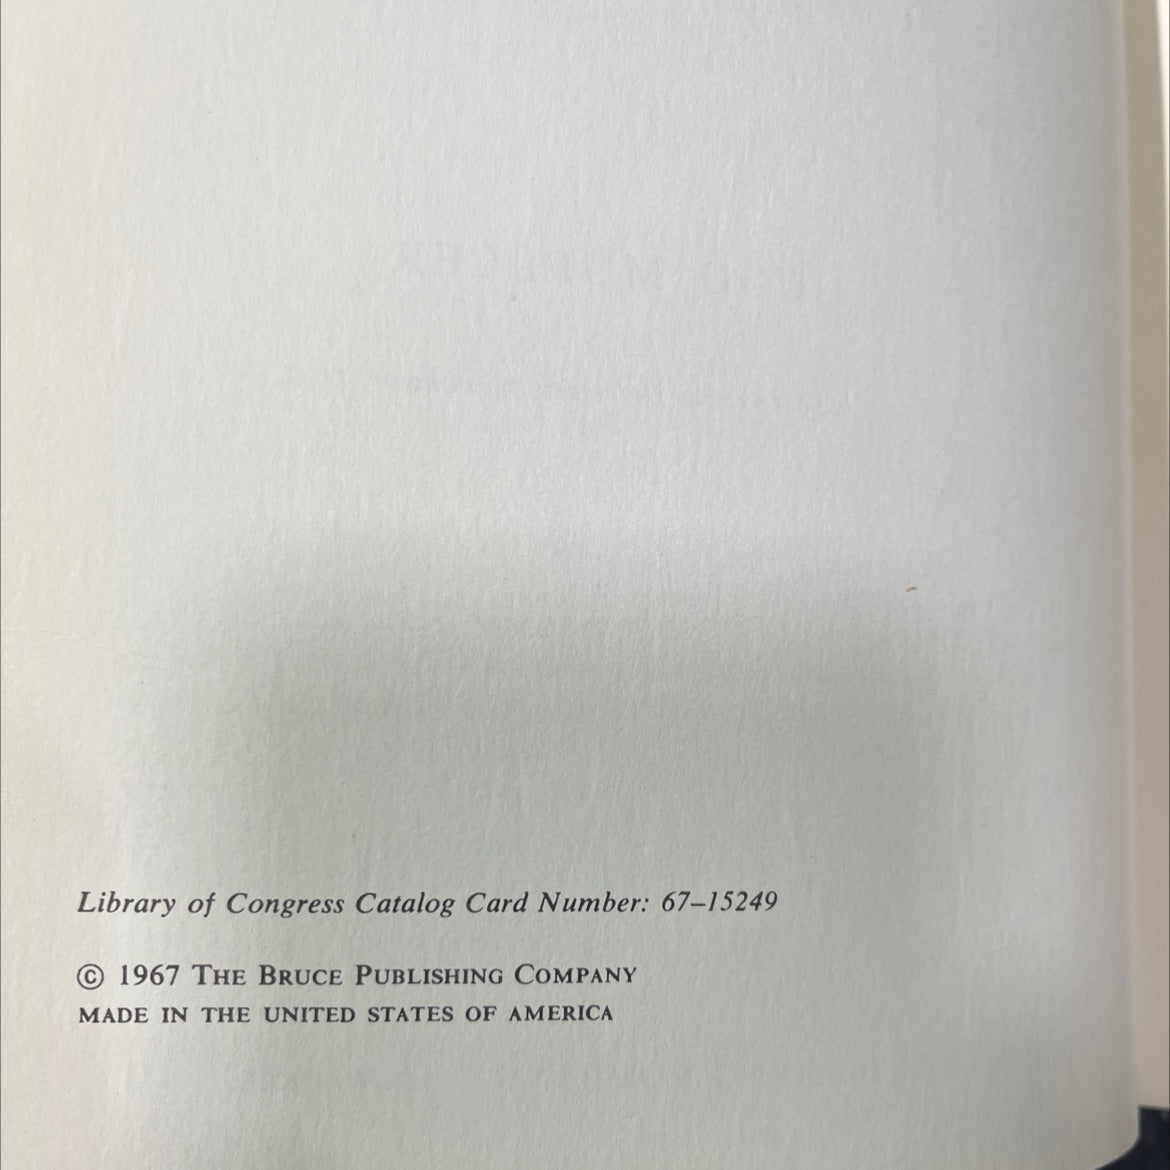 Library of Congress Catalog Card Number: 67–15249
© 1967 THE BRUCE PUBLISHING COMPANY
MADE IN THE UNITED STATES OF AMERICA